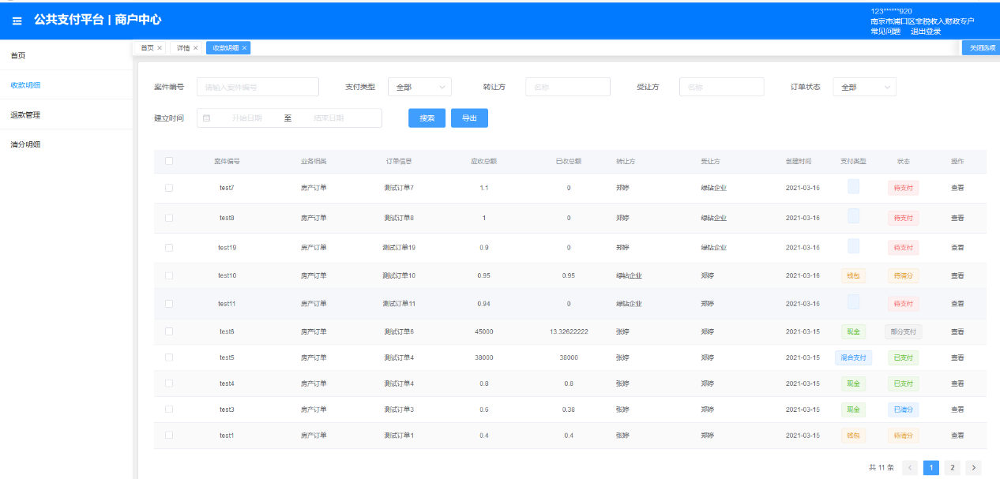 公共支付平台 | 商户中心
123******920
南京市浦口区非税收入财政专户
常见问题 退出登录
首页
收款明细
退款管理
清分明细
首页 × 详情 × 收款明细 × 关闭选项
案件编号 请输入案件编号 支付类型 全部 转让方 名称 受让方 名称 订单状态 全部
建立时间 开始日期 至 结束日期 搜索 导出
案件编号 业务细类 订单信息 应收总额 已收总额 转让方 受让方 创建时间 支付类型 状态 操作
test7 房产订单 测试订单7 1.1 0 郑婷 绿钻企业 2021-03-16 待支付 查看
test8 房产订单 测试订单8 1 0 郑婷 绿钻企业 2021-03-16 待支付 查看
test19 房产订单 测试订单19 0.9 0 郑婷 绿钻企业 2021-03-16 待支付 查看
test10 房产订单 测试订单10 0.95 0.95 绿钻企业 郑婷 2021-03-16 钱包 待清分 查看
test11 房产订单 测试订单11 0.94 0 绿钻企业 郑婷 2021-03-16 待支付 查看
test6 房产订单 测试订单6 45000 13.32622222 张婷 郑婷 2021-03-15 现金 部分支付 查看
test5 房产订单 测试订单4 38000 38000 张婷 郑婷 2021-03-15 混合支付 已支付 查看
test4 房产订单 测试订单4 0.8 0.8 张婷 郑婷 2021-03-15 现金 已支付 查看
test3 房产订单 测试订单3 0.6 0.38 张婷 郑婷 2021-03-15 现金 已清分 查看
test1 房产订单 测试订单1 0.4 0.4 张婷 郑婷 2021-03-15 钱包 待清分 查看
共 11 条 < 1 2 >